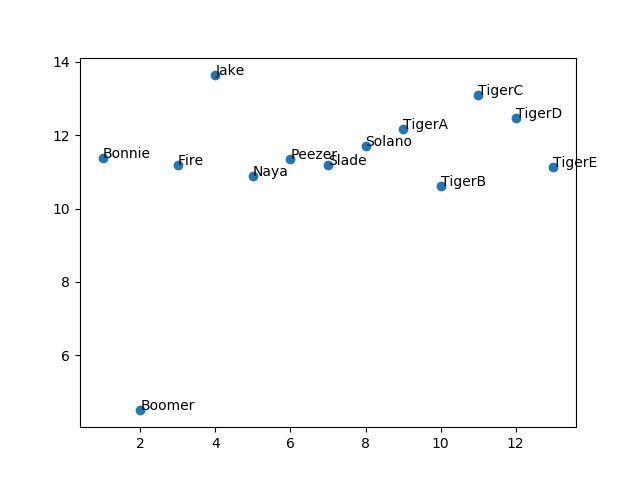 14
Jake
TigerC
TigerD
12
TigerA
Solano
Bonnie
Peezer
Fire
Slade
TigerE
Naya
TigerB
10
8
6
Boomer
2 4 6 8 10 12